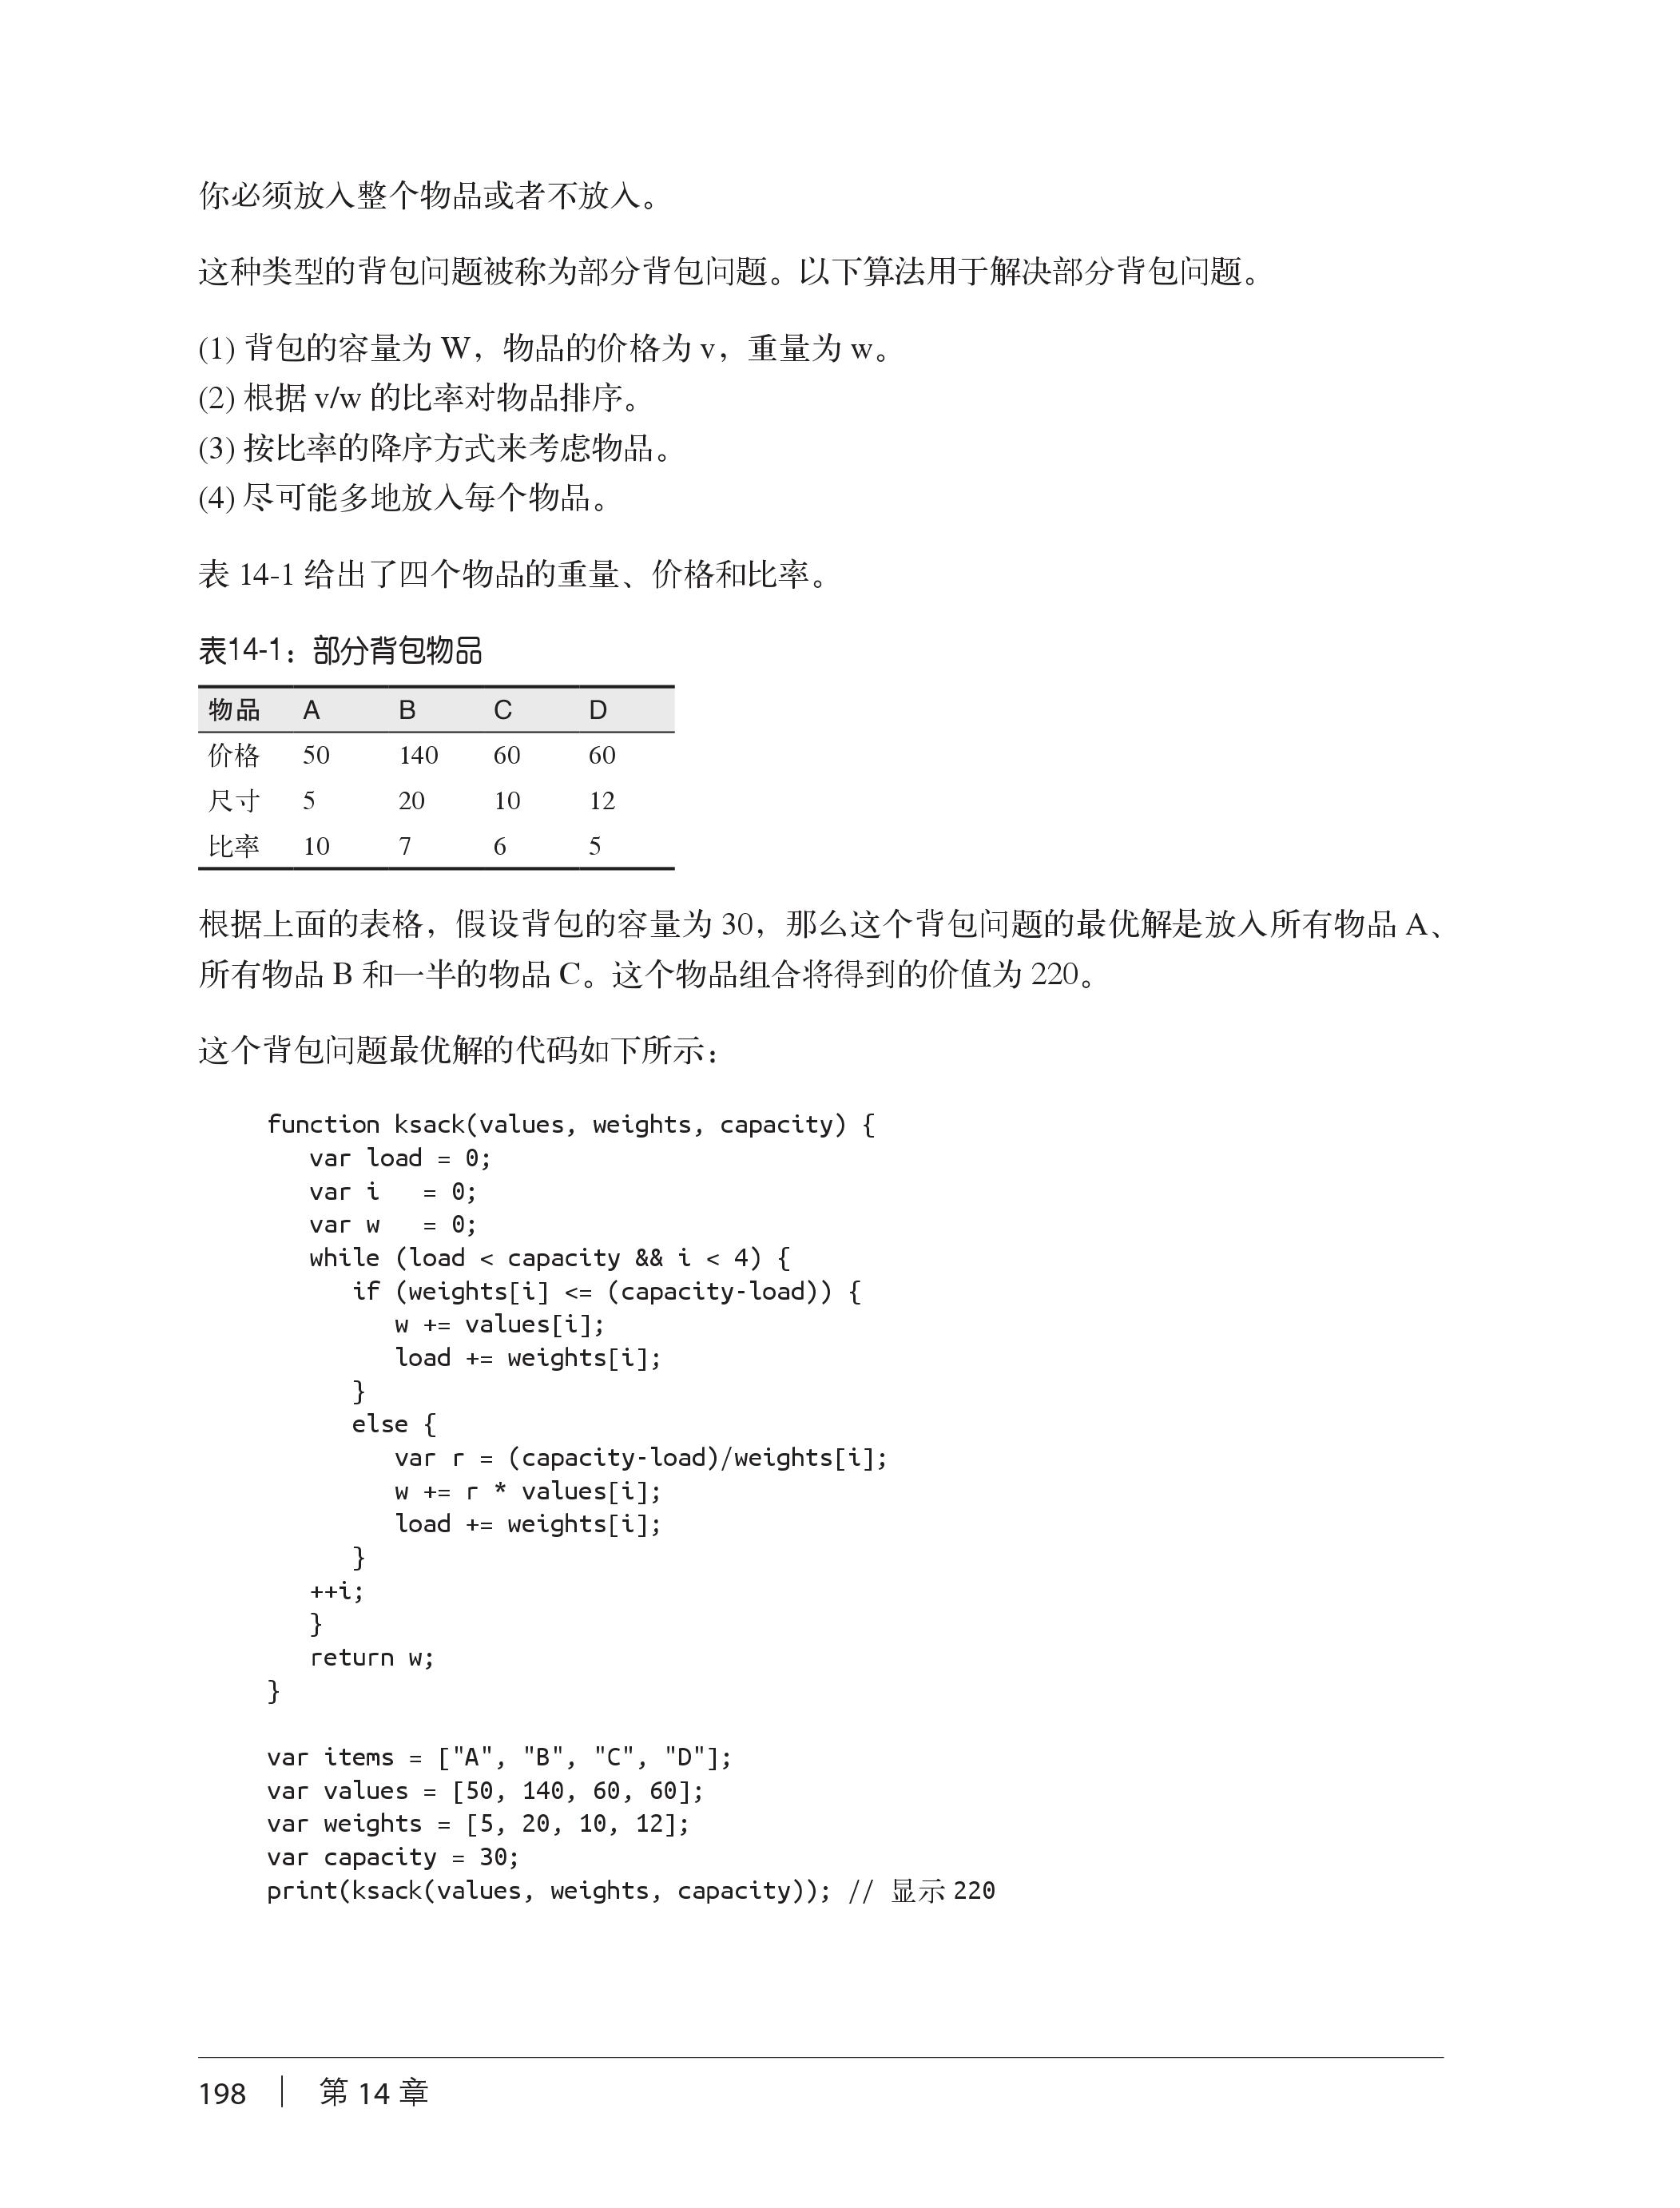 你必须放入整个物品或者不放入。
这种类型的背包问题被称为部分背包问题。以下算法用于解决部分背包问题。
(1) 背包的容量为 W，物品的价格为 v，重量为 w。
(2) 根据 v/w 的比率对物品排序。
(3) 按比率的降序方式来考虑物品。
(4) 尽可能多地放入每个物品。
表 14-1 给出了四个物品的重量、价格和比率。
表14-1：部分背包物品
物品 A B C D
价格 50 140 60 60
尺寸 5 20 10 12
比率 10 7 6 5
根据上面的表格，假设背包的容量为 30，那么这个背包问题的最优解是放入所有物品 A、
所有物品 B 和一半的物品 C。这个物品组合将得到的价值为 220。
这个背包问题最优解的代码如下所示：
function ksack(values, weights, capacity) {
   var load = 0;
   var i   = 0;
   var w   = 0;
   while (load < capacity && i < 4) {
      if (weights[i] <= (capacity-load)) {
         w += values[i];
         load += weights[i];
      }
      else {
         var r = (capacity-load)/weights[i];
         w += r * values[i];
         load += weights[i];
      }
   ++i;
   }
   return w;
}
var items = ["A", "B", "C", "D"];
var values = [50, 140, 60, 60];
var weights = [5, 20, 10, 12];
var capacity = 30;
print(ksack(values, weights, capacity)); // 显示 220
198 | 第 14 章